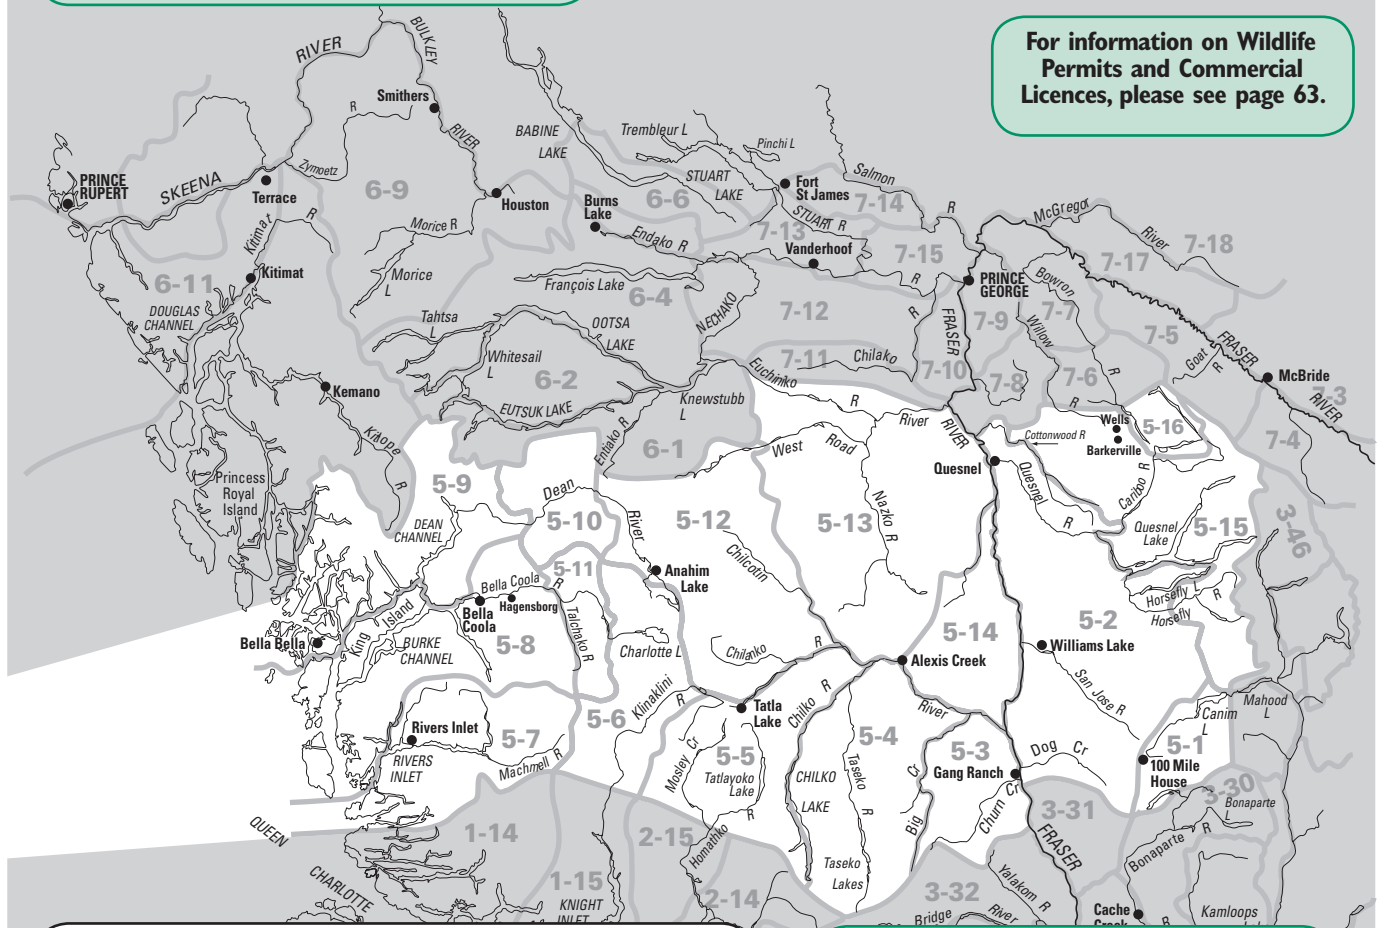 For information on Wildlife
Permits and Commercial
Licences, please see page 63.
RIVER
BULKLEY
Smithers
R
RIVER
BABINE
LAKE
Trembleur L
Pinchi L
STUART
LAKE
Fort
St James
Salmon
7-14
R
McGregor
River
7-18
PRINCE
RUPERT
SKEENA
Zymoetz
Terrace
6-9
Houston
Burns
Lake
6-6
STUART R
7-13
Vanderhoof
7-15
7-17
Kitimat
R
Morice R
Endako R
6-11
Kitimat
Morice
L
François Lake
6-4
R
PRINCE
GEORGE
Bowron
DOUGLAS
CHANNEL
Tahtsa
L
OOTSA
LAKE
NECHAKO
7-12
R
FRASER
7-9
Willow
7-7
7-5
Whitesail
L
6-2
7-11
Chilako
7-10
7-8
7-6
R
Goat
R
FRASER
McBride
7-3
RIVER
Kemano
EUTSUK LAKE
Knewstubb
L
Euchiniko
R
River
RIVER
R
Wells
5-16
7-4
Kitlope
R
Entiako R
6-1
West
Road
Cottonwood R
Barkerville
Quesnel
Princess
Royal
Island
5-9
Dean
Quesnel
R
Cariboo R
DEAN
CHANNEL
5-10
River
5-12
5-13
Nazko R
Quesnel
Lake
5-15
3-46
Chilcotin
5-11
Anahim
Lake
Bella Coola
R
Hagensborg
Bella
Coola
Horsefly
R
Horsefly
King Island
Bella Bella
BURKE
CHANNEL
5-8
Talchako R
Charlotte L
Chilanko
R
5-14
Alexis Creek
5-2
Williams Lake
San Jose R
Klinaklini
R
Tatla
Lake
Chilko R
River
Mahood
L
Canim
L
Rivers Inlet
5-7
5-6
5-5
5-4
5-3
Dog Cr
5-1
RIVERS
INLET
Machmell R
Mosley Cr
Tatlayoko
Lake
CHILKO
LAKE
Taseko
R
Big Cr
Gang Ranch
Churn Cr
100 Mile
House
3-30
Bonaparte
L
QUEEN
CHARLOTTE
1-14
2-15
Homathko
R
3-31
FRASER
Bonaparte R
1-15
KNIGHT
INLET
2-14
Taseko
Lakes
3-32
Yalakom R
Bridge
River
Cache
Creek
R
Kamloops